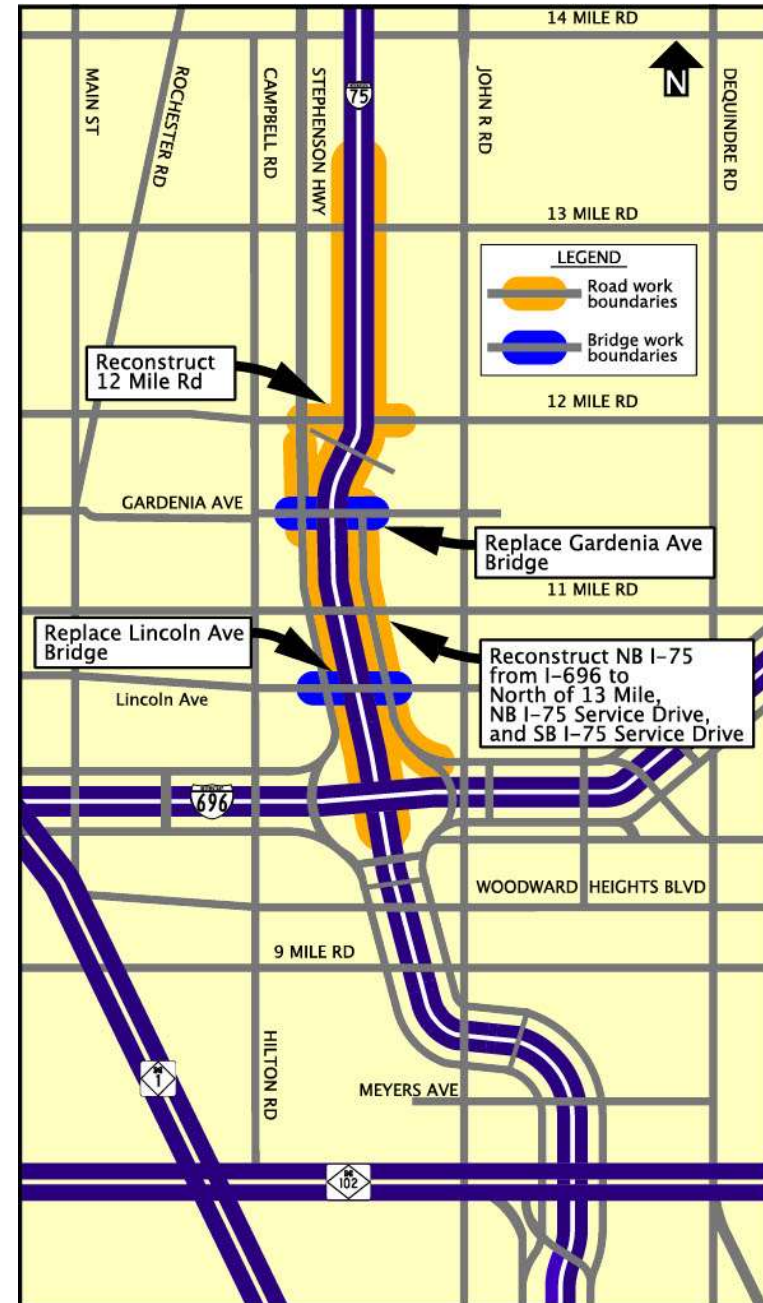 14 MILE RD
MAIN ST
ROCHESTER RD
CAMPBELL RD
STEPHENSON HWY
75
JOHN R RD
N
DEQUINDRE RD
13 MILE RD
LEGEND
Road work
boundaries
Bridge work
boundaries
Reconstruct
12 Mile Rd
12 MILE RD
GARDENIA AVE
Replace Gardenia Ave
Bridge
11 MILE RD
Replace Lincoln Ave
Bridge
Lincoln Ave
Reconstruct NB I-75
from I-696 to
North of 13 Mile,
NB I-75 Service Drive,
and SB I-75 Service Drive
696
WOODWARD HEIGHTS BLVD
9 MILE RD
HILTON RD
M
1
MEYERS AVE
M
102